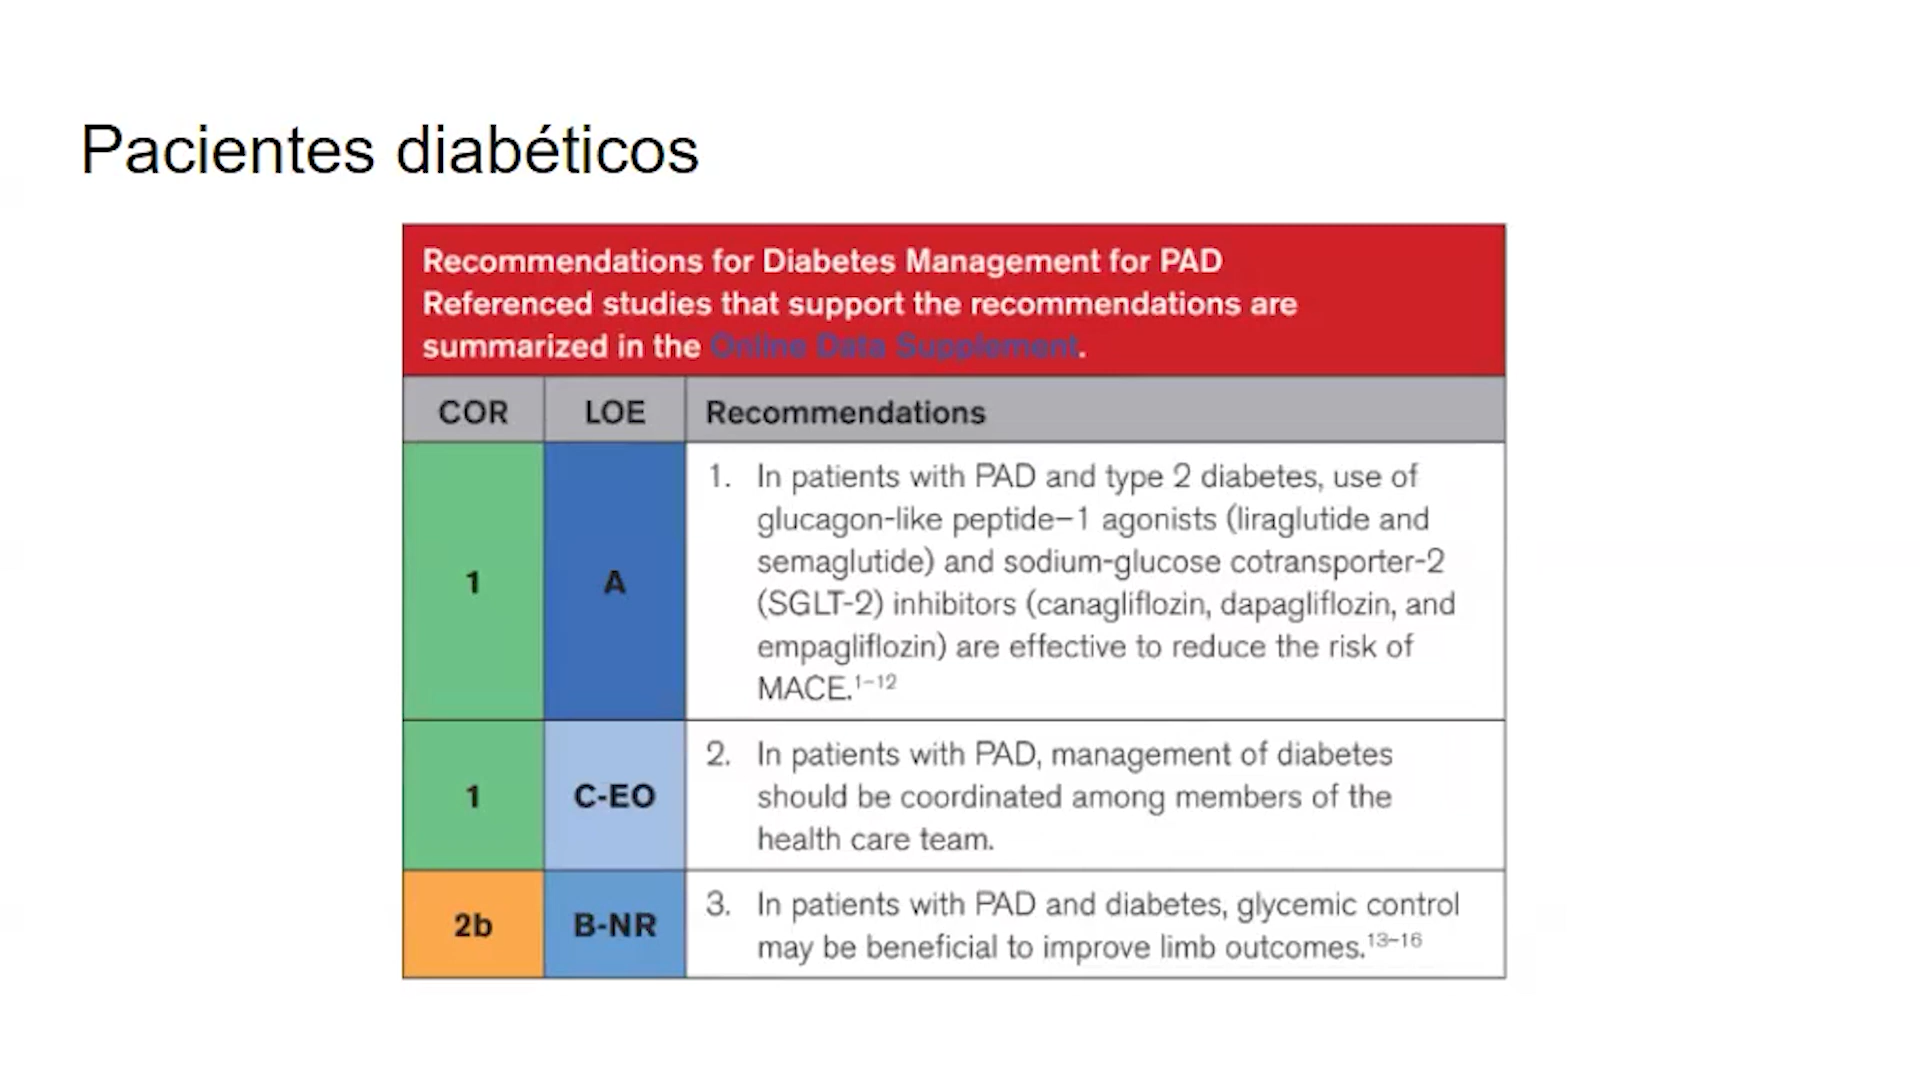 Pacientes diabéticos
Recommendations for Diabetes Management for PAD
Referenced studies that support the recommendations are
summarized in the Online Data Supplement.
COR LOE Recommendations
1 A 1. In patients with PAD and type 2 diabetes, use of
glucagon-like peptide–1 agonists (liraglutide and
semaglutide) and sodium-glucose cotransporter-2
(SGLT-2) inhibitors (canagliflozin, dapagliflozin, and
empagliflozin) are effective to reduce the risk of
MACE.1–12
1 C-EO 2. In patients with PAD, management of diabetes
should be coordinated among members of the
health care team.
2b B-NR 3. In patients with PAD and diabetes, glycemic control
may be beneficial to improve limb outcomes.13–16